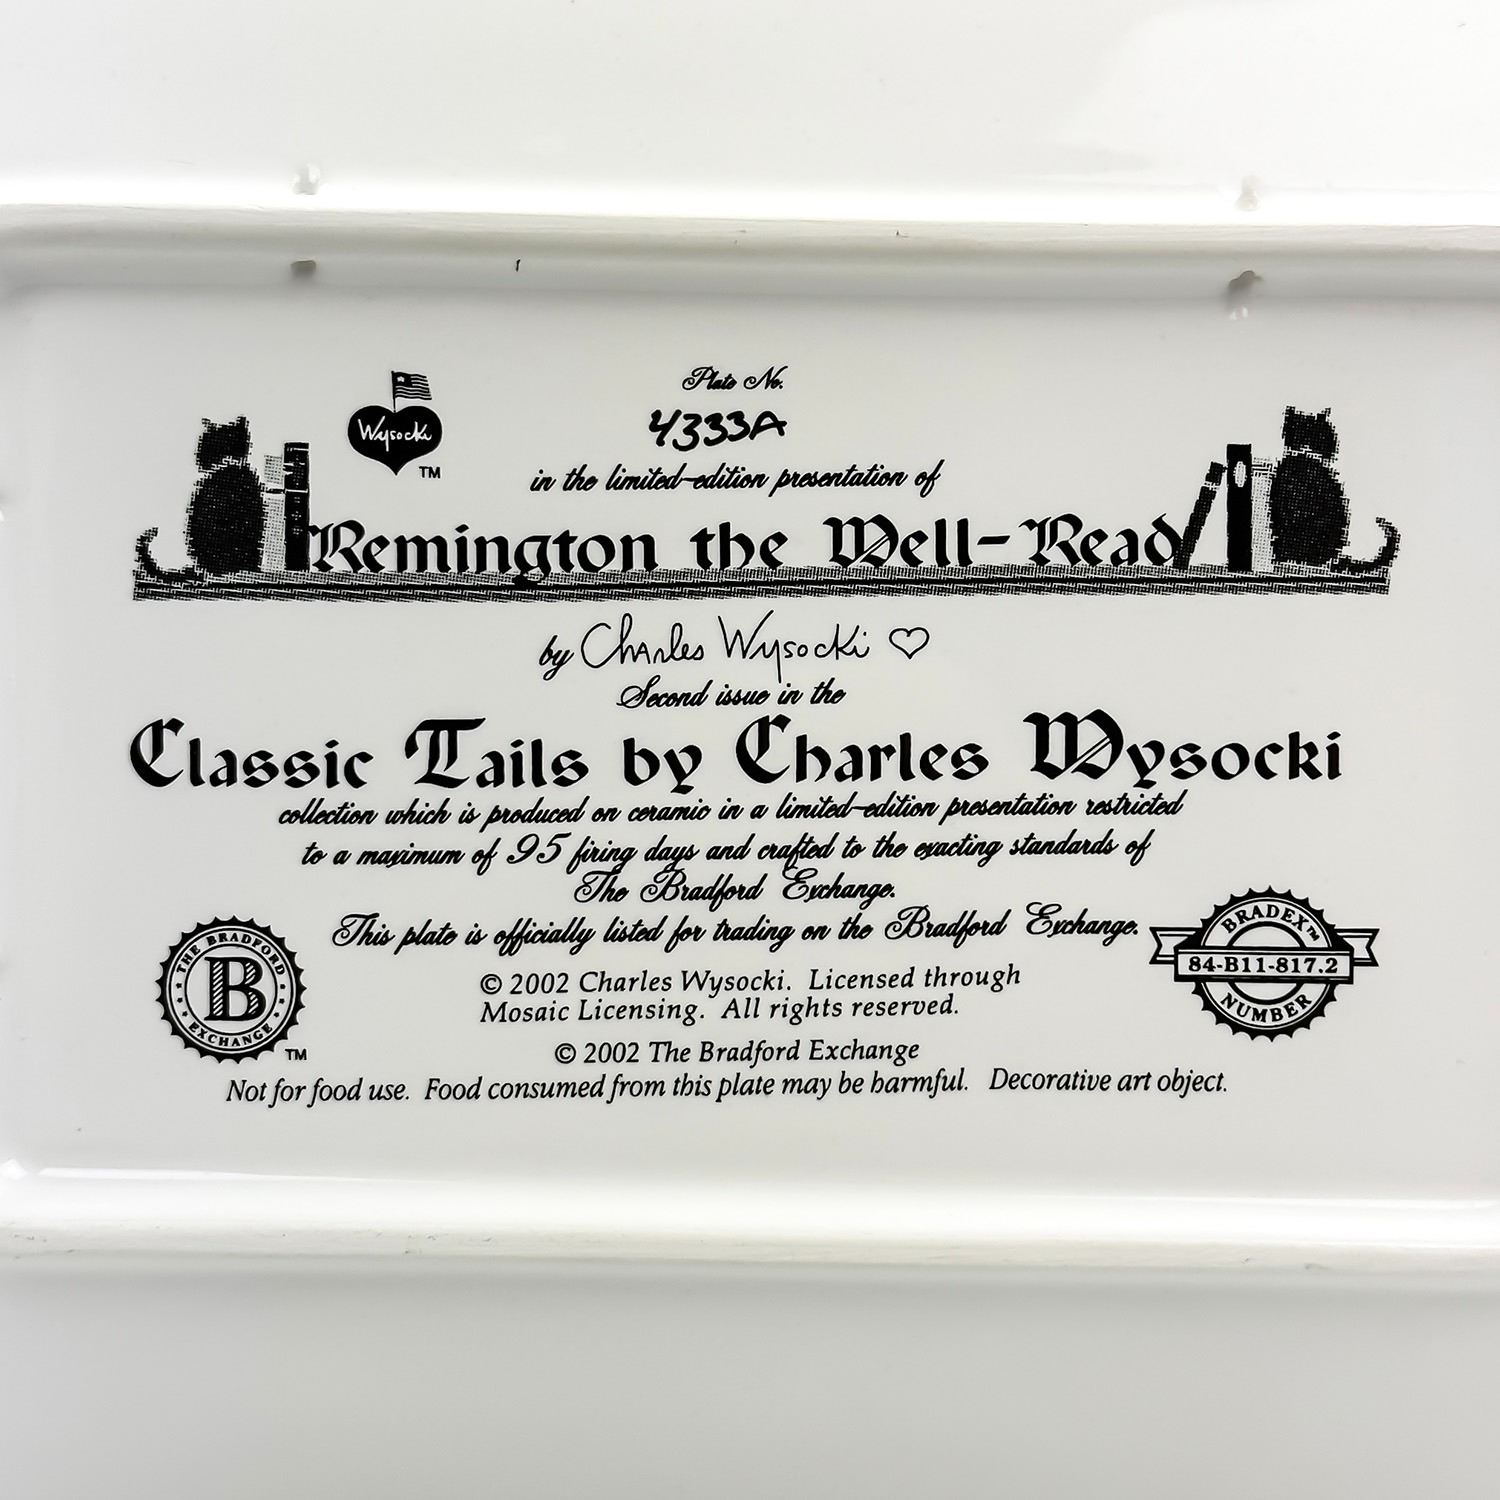 Plate No.
Wysocki
TM
4333A
in the limited-edition presentation of
Remington the Well-Read
by Charles Wysocki
Second issue in the
Classic Tails by Charles Wysocki
collection which is produced on ceramic in a limited-edition presentation restricted
to a maximum of 95 firing days and crafted to the exacting standards of
The Bradford Exchange.
This plate is officially listed for trading on the Bradford Exchange.
THE BRADFORD
B
EXCHANGE
TM
BRADEX™
84-B11-817.2
NUMBER
© 2002 Charles Wysocki. Licensed through
Mosaic Licensing. All rights reserved.
© 2002 The Bradford Exchange
Not for food use. Food consumed from this plate may be harmful. Decorative art object.